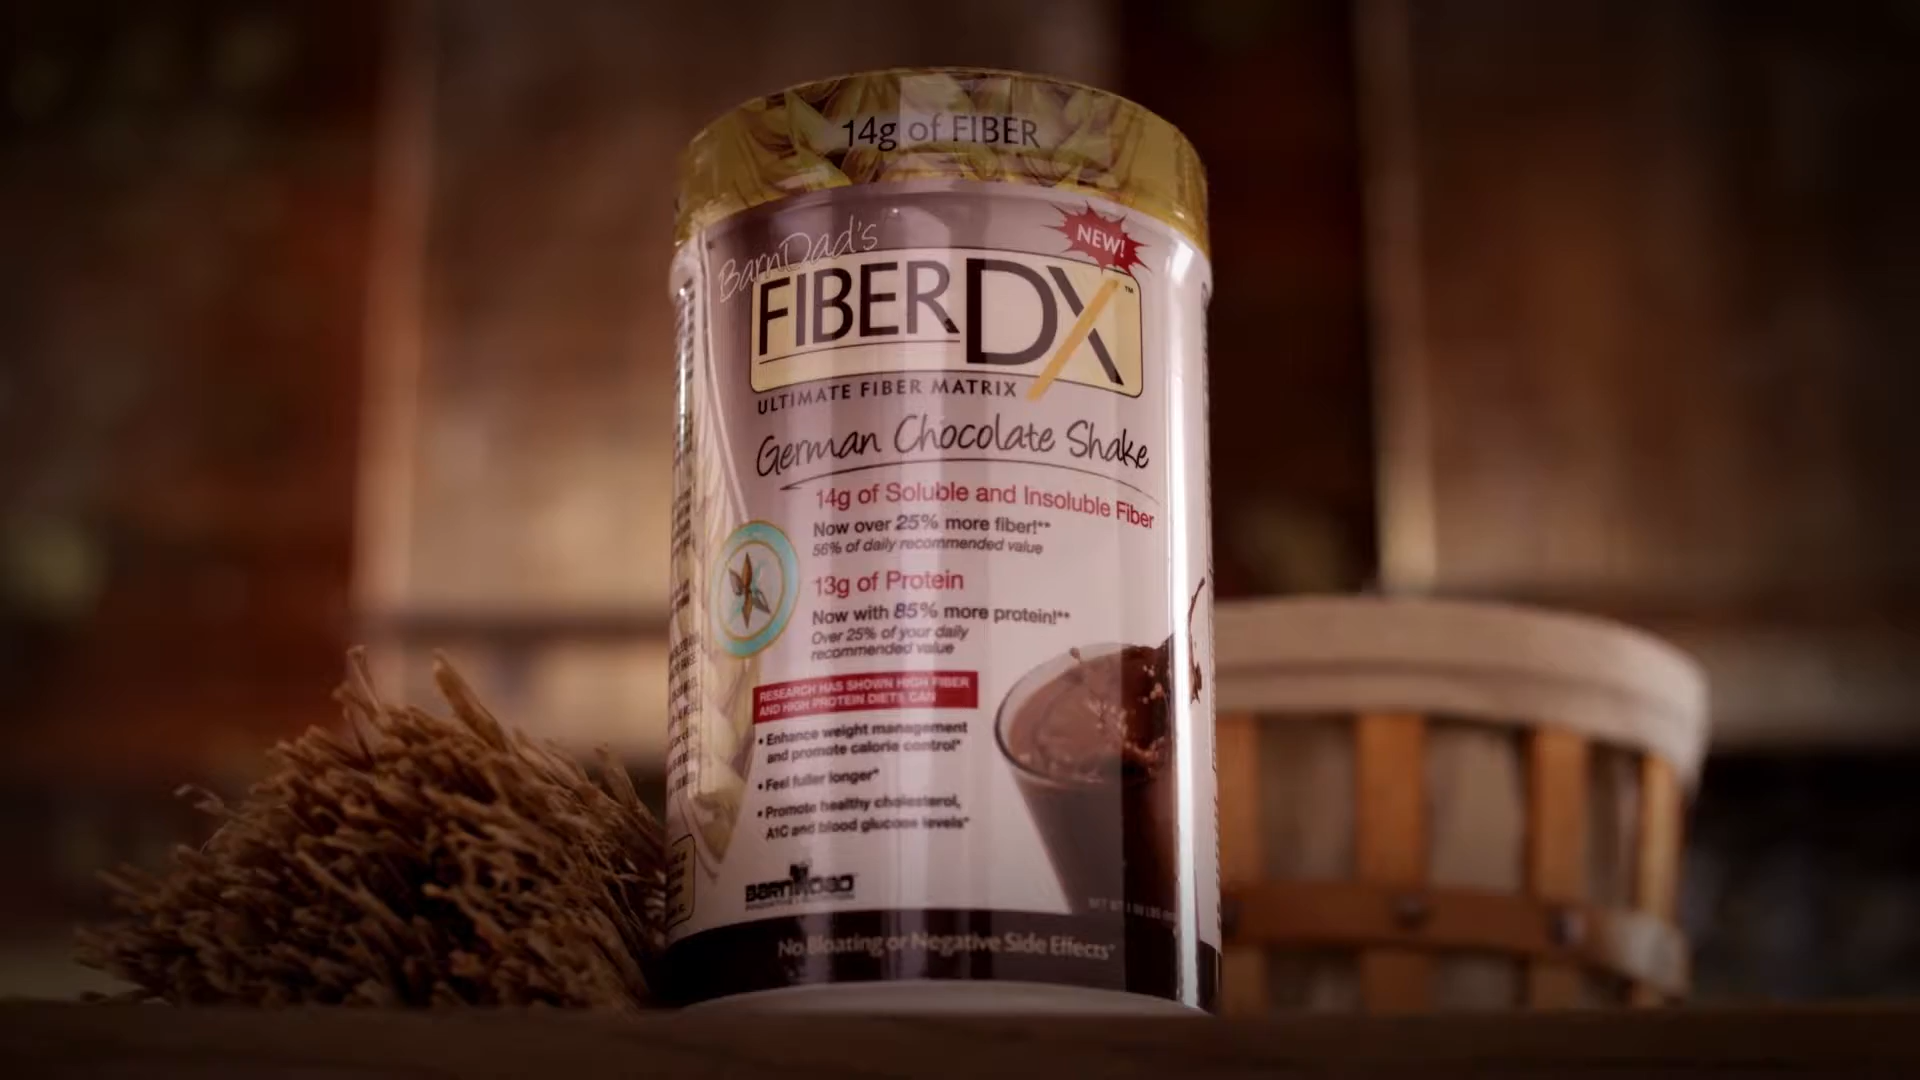 14g of FIBER
BarnDad's
NEW!
FIBERDX™
ULTIMATE FIBER MATRIX
German Chocolate Shake
14g of Soluble and Insoluble Fiber
Now over 25% more fiber!**
56% of daily recommended value
13g of Protein
Now with 85% more protein!**
Over 25% of your daily
recommended value
RESEARCH HAS SHOWN HIGH FIBER
AND HIGH PROTEIN DIETS CAN
• Enhance weight management
and promote calorie control*
• Feel fuller longer*
• Promote healthy cholesterol,
A1C and blood glucose levels*
BARNDAD
NET WT
No Bloating or Negative Side Effects*